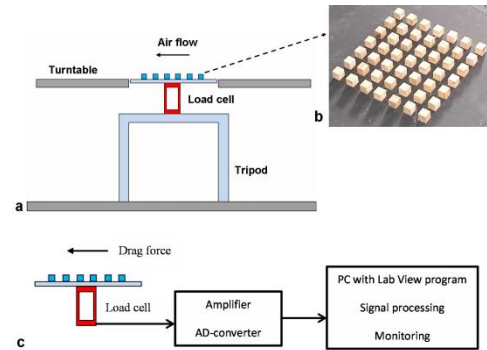 Air flow
Turntable
Load cell
b
Tripod
a
Drag force
Load cell
c
Amplifier
AD-converter
PC with Lab View program
Signal processing
Monitoring